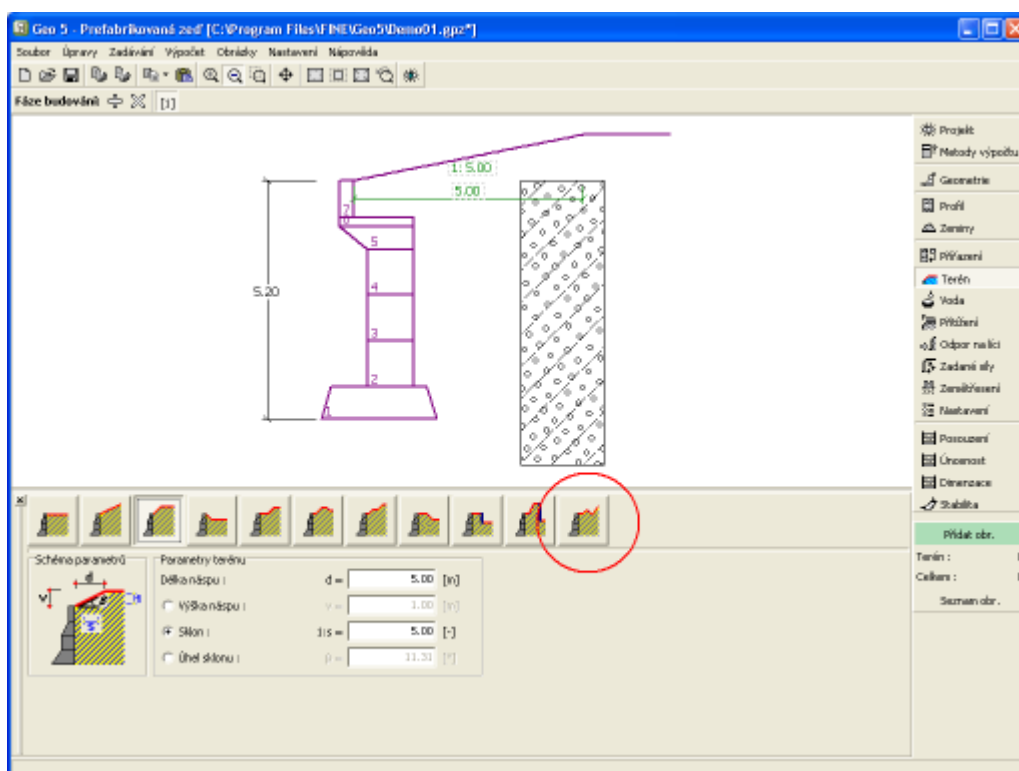 Geo 5 - Prefabrikovaná zeď [C:\Program Files\FINE\Geo5\Demo01.gpz*]
Soubor Úpravy Zadávání Výpočet Obrázky Nastavení Nápověda
Fáze budování [1]
1: 5.00
5.00
5.20
7
6
5
4
3
2
1
Projekt
Metody výpočtu
Geometrie
Profil
Zeminy
Přiřazení
Terén
Voda
Přitížení
Odpor na líci
Zadané síly
Zemětřesení
Nastavení
Posouzení
Únosnost
Dimenzace
Stabilita
Přidat obr.
Terén :
Celkem :
Seznam obr.
Schéma parametrů
d
v
Parametry terénu
Délka náspu : d = 5.00 [m]
Výška náspu : v = 1.00 [m]
Sklon : 1:s = 5.00 [-]
Úhel sklonu : β = 11.31 [°]